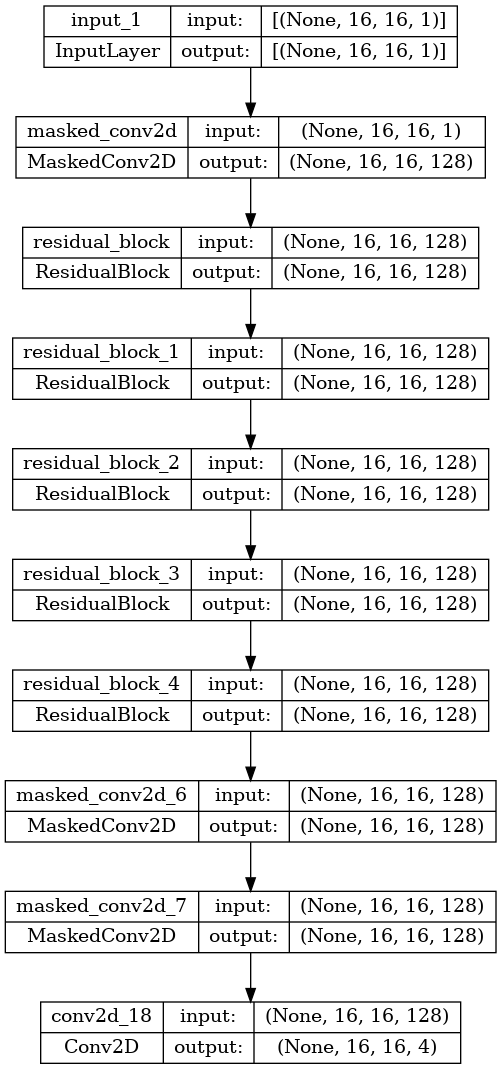 input_1 input: [(None, 16, 16, 1)]
InputLayer output: [(None, 16, 16, 1)]
masked_conv2d input: (None, 16, 16, 1)
MaskedConv2D output: (None, 16, 16, 128)
residual_block input: (None, 16, 16, 128)
ResidualBlock output: (None, 16, 16, 128)
residual_block_1 input: (None, 16, 16, 128)
ResidualBlock output: (None, 16, 16, 128)
residual_block_2 input: (None, 16, 16, 128)
ResidualBlock output: (None, 16, 16, 128)
residual_block_3 input: (None, 16, 16, 128)
ResidualBlock output: (None, 16, 16, 128)
residual_block_4 input: (None, 16, 16, 128)
ResidualBlock output: (None, 16, 16, 128)
masked_conv2d_6 input: (None, 16, 16, 128)
MaskedConv2D output: (None, 16, 16, 128)
masked_conv2d_7 input: (None, 16, 16, 128)
MaskedConv2D output: (None, 16, 16, 128)
conv2d_18 input: (None, 16, 16, 128)
Conv2D output: (None, 16, 16, 4)